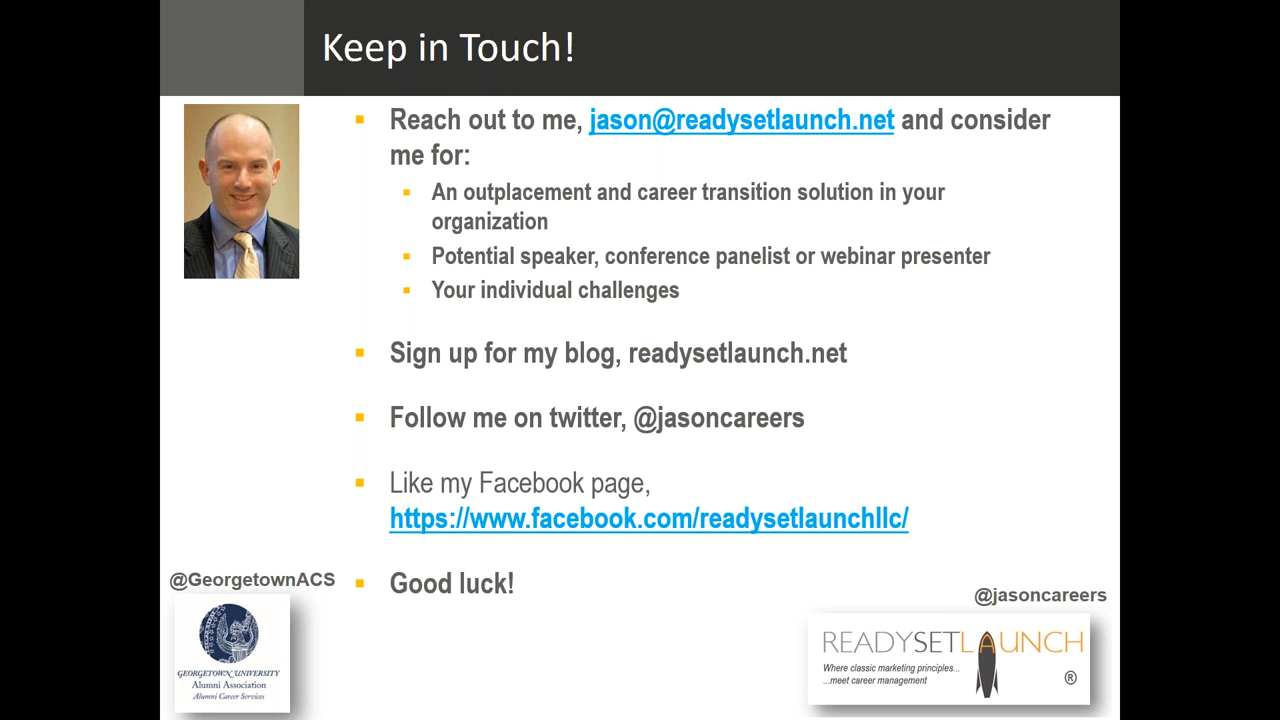 Keep in Touch!
Reach out to me, jason@readysetlaunch.net and consider
me for:
An outplacement and career transition solution in your
organization
Potential speaker, conference panelist or webinar presenter
Your individual challenges
Sign up for my blog, readysetlaunch.net
Follow me on twitter, @jasoncareers
Like my Facebook page,
https://www.facebook.com/readysetlaunchllc/
Good luck!
@GeorgetownACS
GEORGETOWN UNIVERSITY
Alumni Association
Alumni Career Services
@jasoncareers
READYSETLAUNCH
Where classic marketing principles...
...meet career management
®